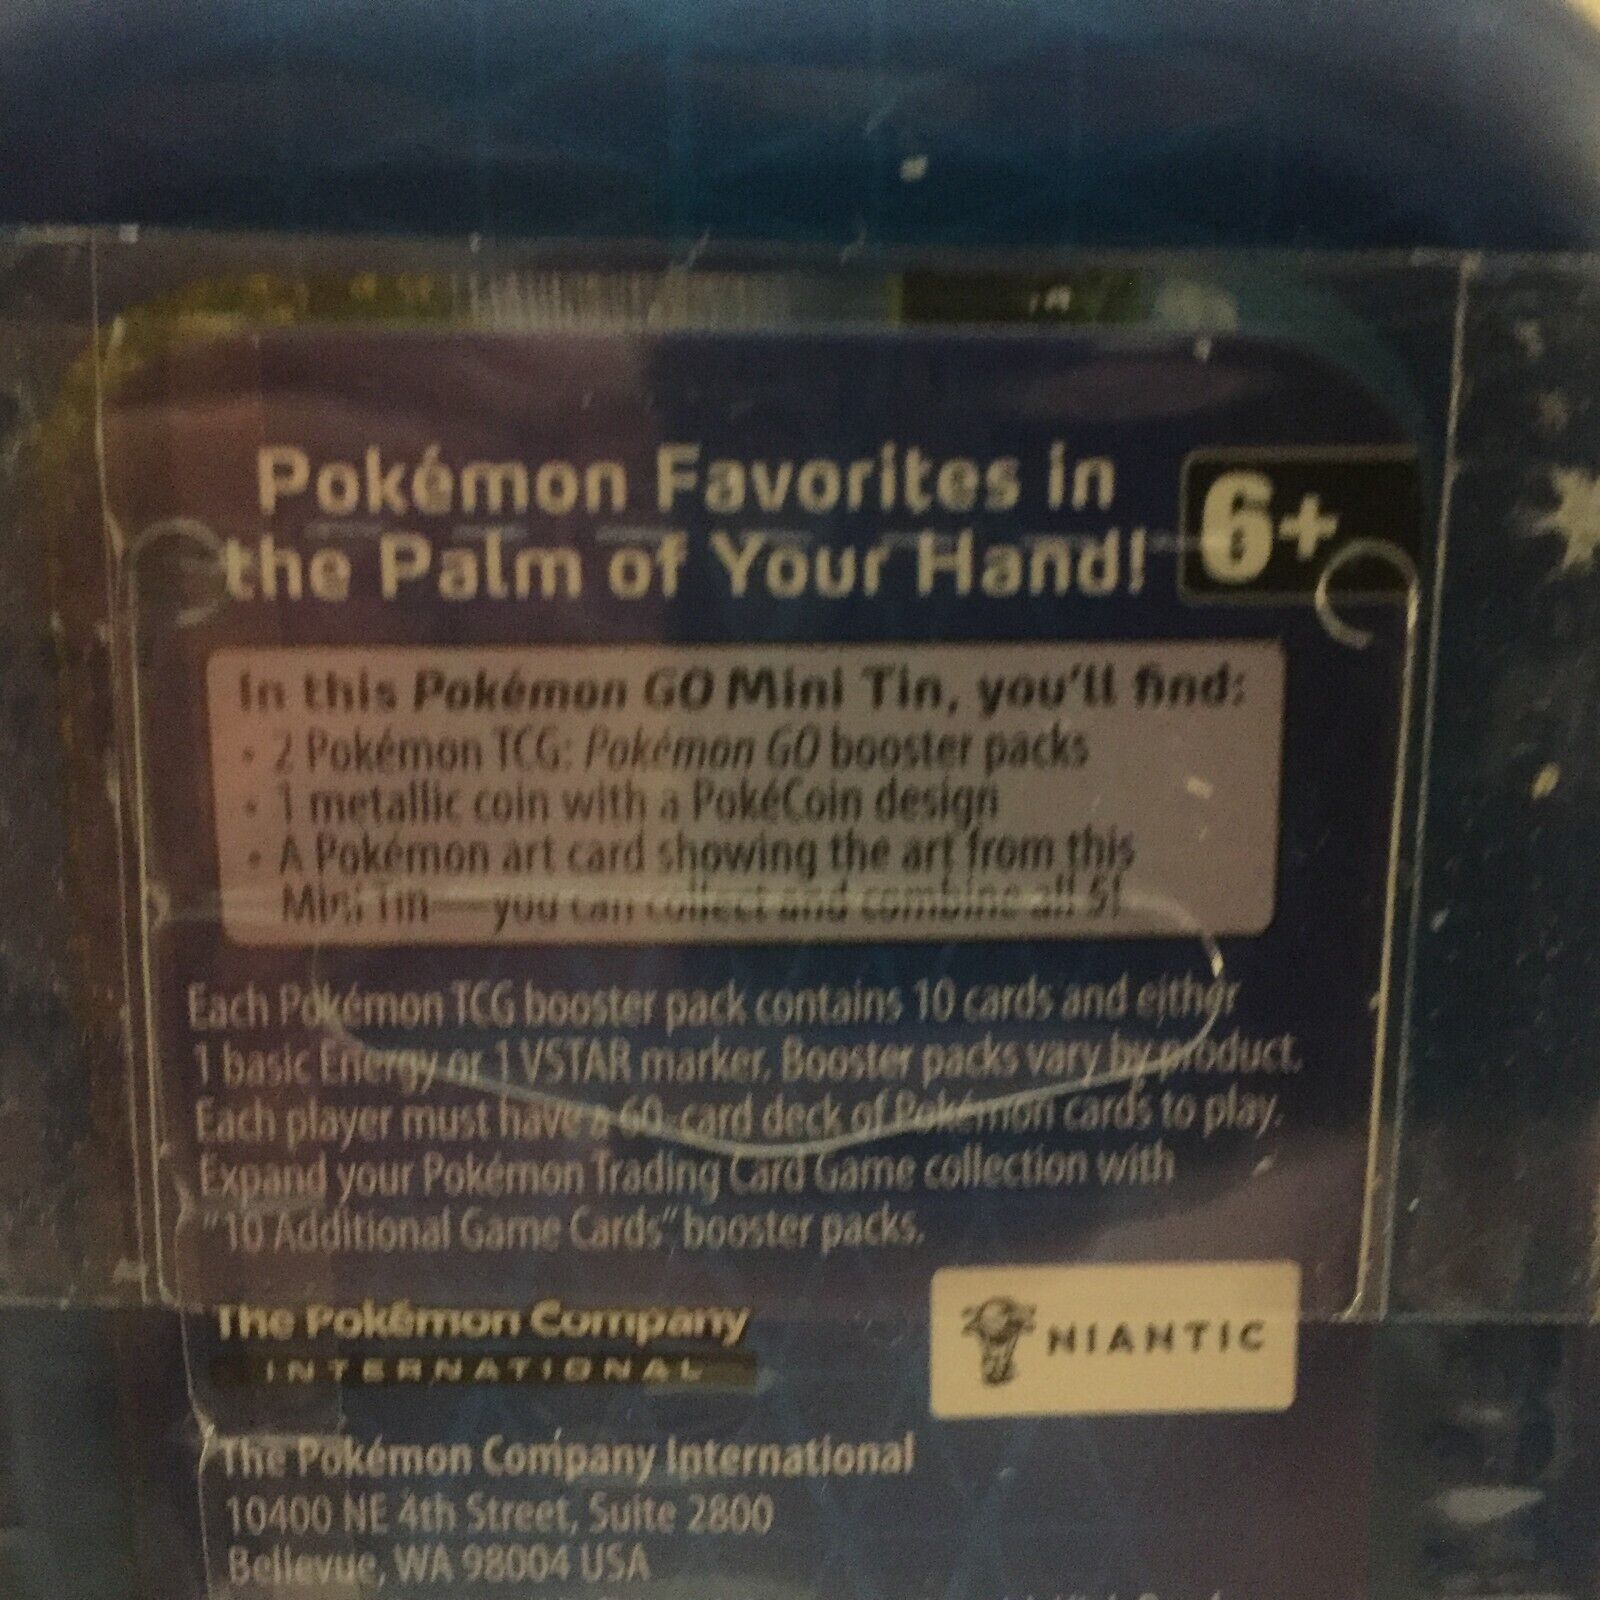 Pokémon Favorites in
the Palm of Your Hand!
6+
In this Pokémon GO Mini Tin, you'll find:
• 2 Pokémon TCG: Pokémon GO booster packs
• 1 metallic coin with a PokéCoin design
• A Pokémon art card showing the art from this
Mini Tin—you can collect and combine all 5!
Each Pokémon TCG booster pack contains 10 cards and either
1 basic Energy or 1 VSTAR marker. Booster packs vary by product.
Each player must have a 60-card deck of Pokémon cards to play.
Expand your Pokémon Trading Card Game collection with
"10 Additional Game Cards" booster packs.
The Pokémon Company
INTERNATIONAL
NIANTIC
The Pokémon Company International
10400 NE 4th Street, Suite 2800
Bellevue, WA 98004 USA